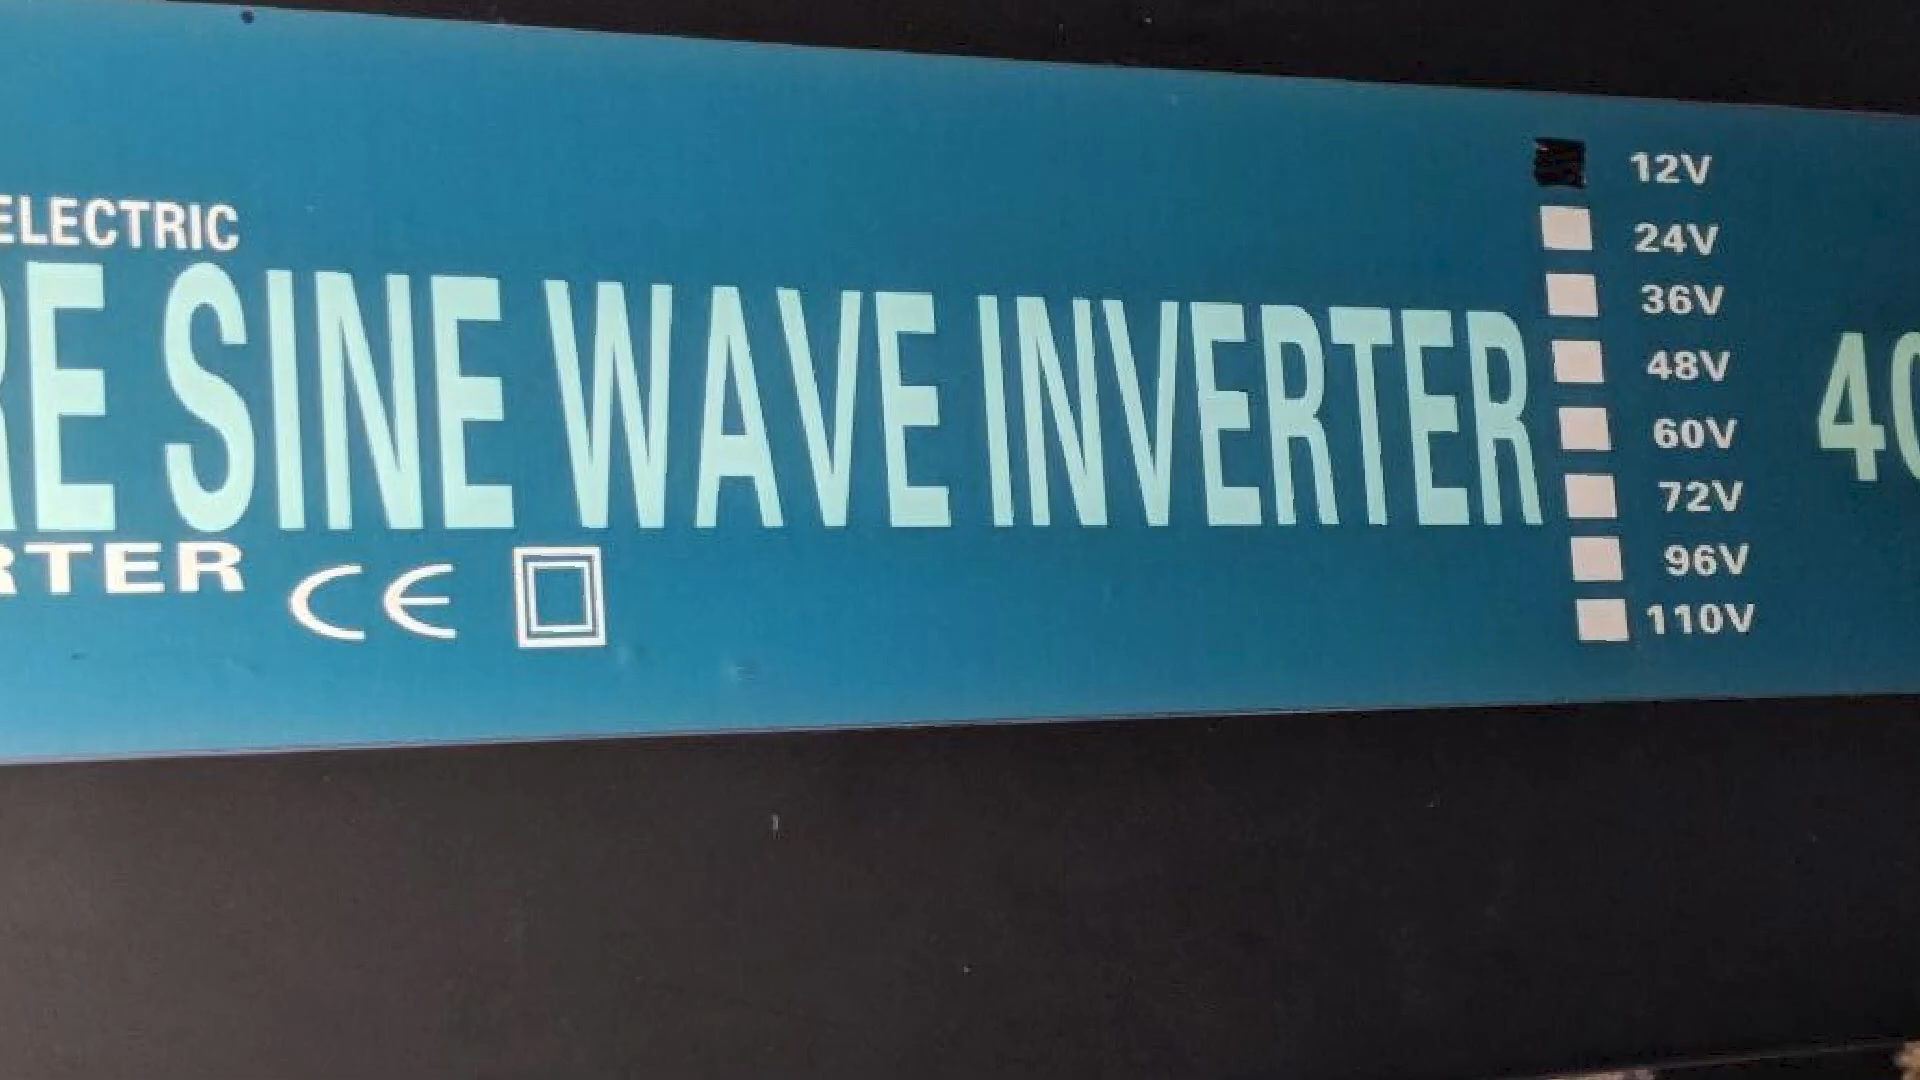 ELECTRIC
RE SINE WAVE INVERTER
RTER CE
12V
24V
36V
48V
60V
72V
96V
110V
40